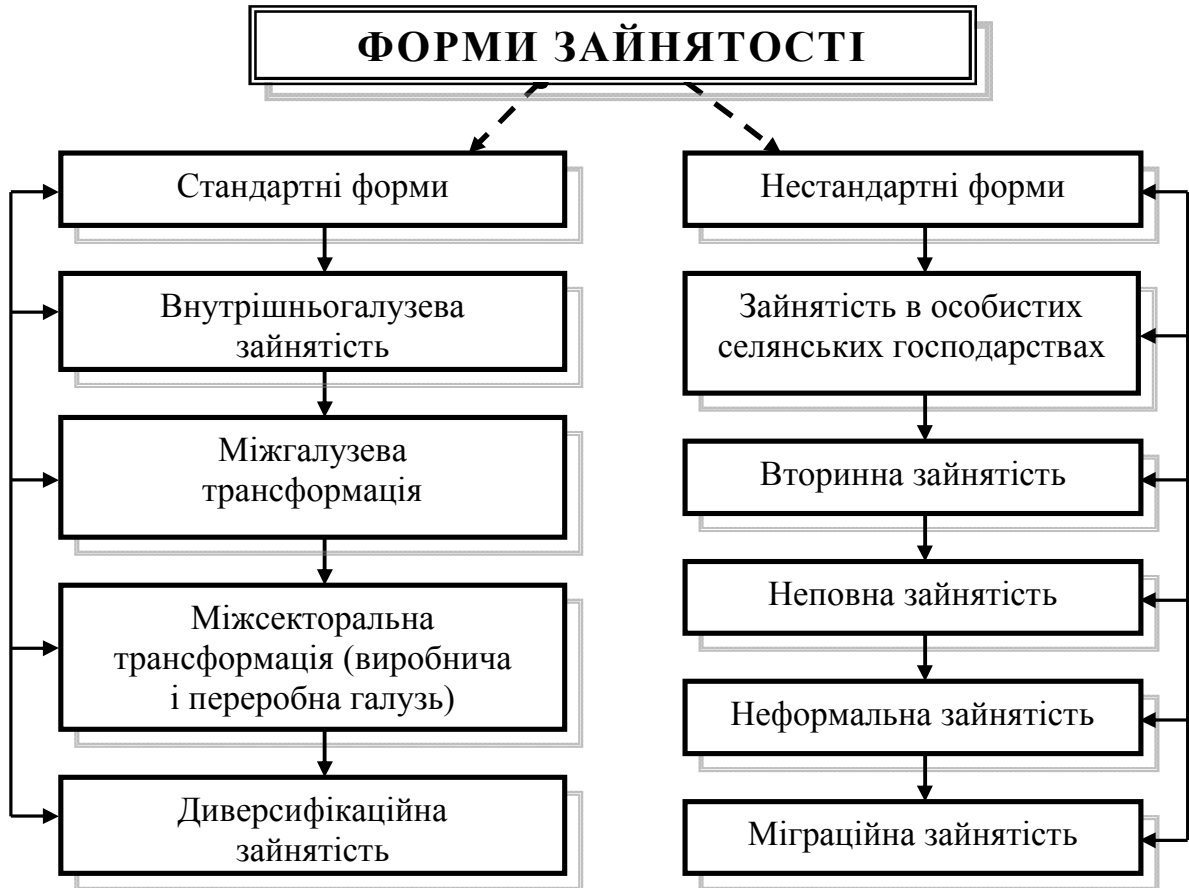 ФОРМИ ЗАЙНЯТОСТІ
Стандартні форми
Внутрішньогалузева
зайнятість
Міжгалузева
трансформація
Міжсекторальна
трансформація (виробнича
і переробна галузь)
Диверсифікаційна
зайнятість
Нестандартні форми
Зайнятість в особистих
селянських господарствах
Вторинна зайнятість
Неповна зайнятість
Неформальна зайнятість
Міграційна зайнятість